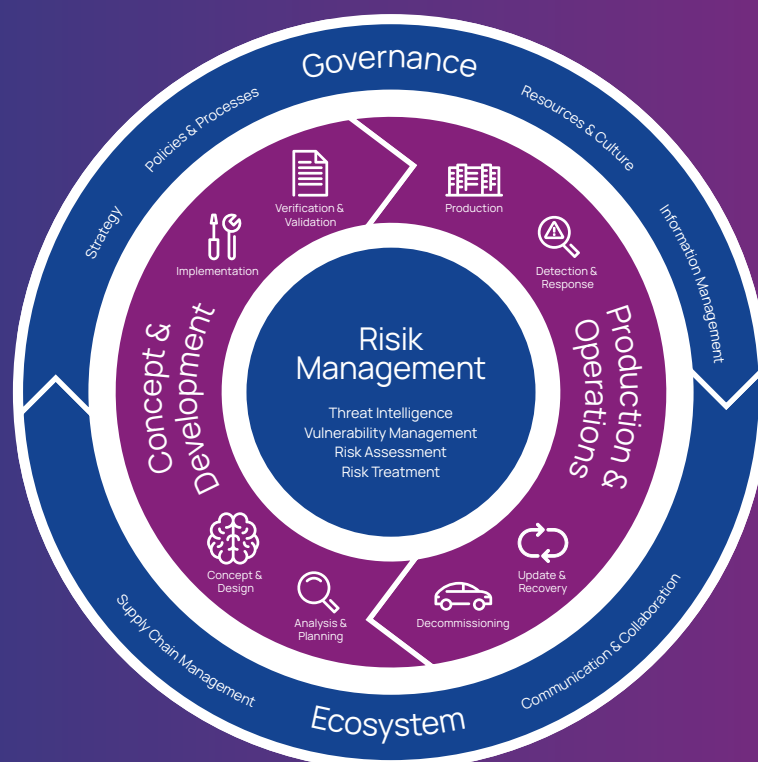 Governance
Strategy
Policies & Processes
Resources & Culture
Information Management
Concept &
Development
Analysis &
Planning
Concept &
Design
Implementation
Verification &
Validation
Production &
Operations
Production
Detection &
Response
Update &
Recovery
Decommissioning
Risik
Management
Threat Intelligence
Vulnerability Management
Risk Assessment
Risk Treatment
Ecosystem
Supply Chain Management
Communication & Collaboration